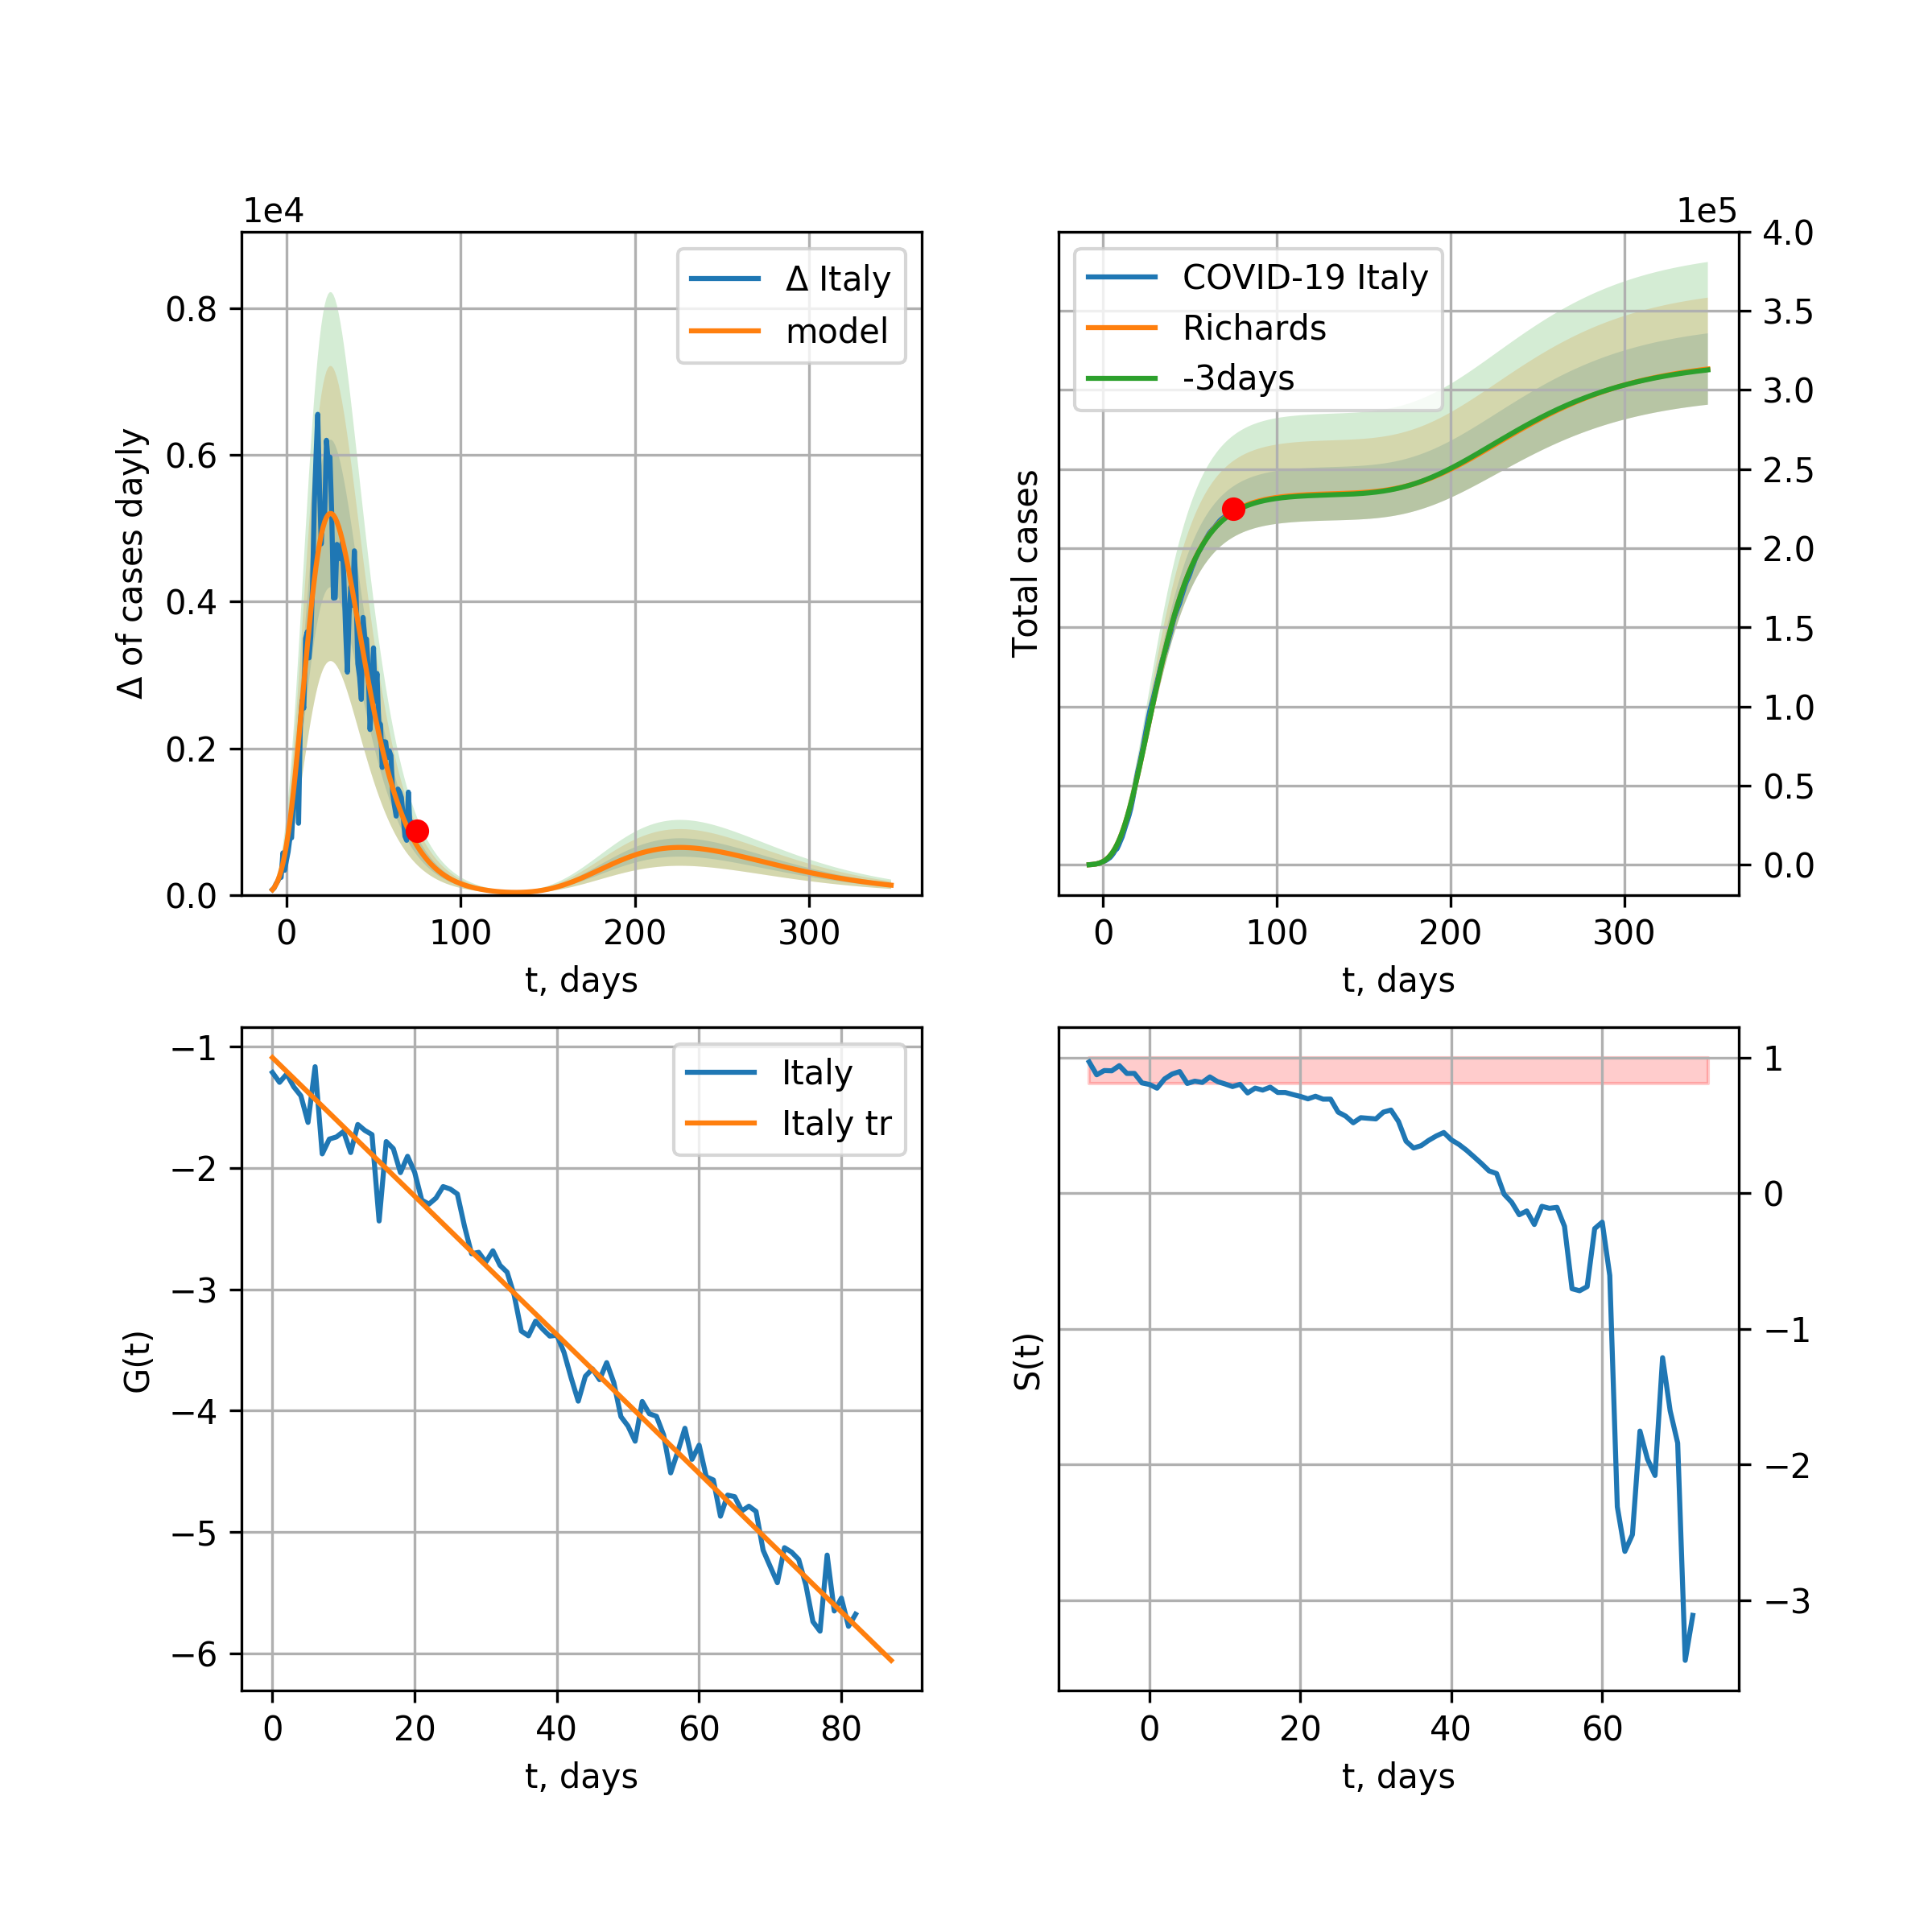 1e4
Δ of cases dayly
0.8
0.6
0.4
0.2
0.0
0 100 200 300
t, days
Δ Italy
model
1e5
Total cases
4.0
3.5
3.0
2.5
2.0
1.5
1.0
0.5
0.0
0 100 200 300
t, days
COVID-19 Italy
Richards
-3days
G(t)
−1
−2
−3
−4
−5
−6
0 20 40 60 80
t, days
Italy
Italy tr
S(t)
1
0
−1
−2
−3
0 20 40 60
t, days